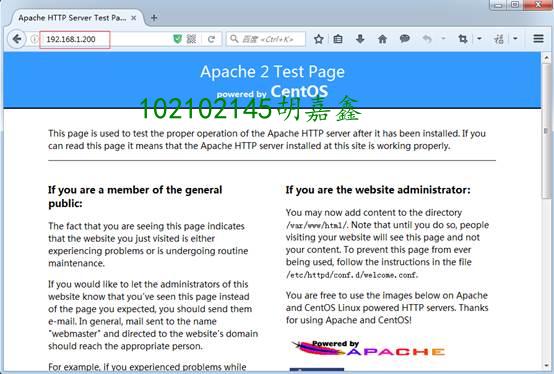 Apache HTTP Server Test Pa...
192.168.1.200
百度 <Ctrl+K>
Apache 2 Test Page
powered by CentOS
102102145胡嘉鑫
This page is used to test the proper operation of the Apache HTTP server after it has been installed. If you
can read this page it means that the Apache HTTP server installed at this site is working properly.
If you are a member of the general
public:
The fact that you are seeing this page indicates
that the website you just visited is either
experiencing problems or is undergoing routine
maintenance.
If you would like to let the administrators of this
website know that you've seen this page instead
of the page you expected, you should send them
e-mail. In general, mail sent to the name
"webmaster" and directed to the website's domain
should reach the appropriate person.
For example, if you experienced problems while
If you are the website administrator:
You may now add content to the directory
/var/www/html/. Note that until you do so, people
visiting your website will see this page and not
your content. To prevent this page from ever
being used, follow the instructions in the file
/etc/httpd/conf.d/welcome.conf.
You are free to use the images below on Apache
and CentOS Linux powered HTTP servers. Thanks
for using Apache and CentOS!
Powered by
APACHE